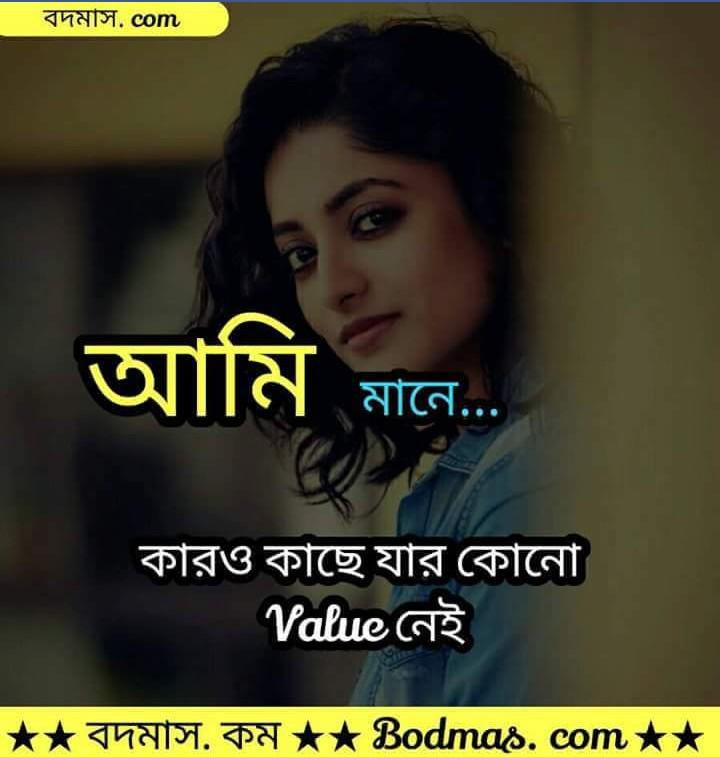 বদমাস. com
আমি মানে...
কারও কাছে যার কোনো
Value নেই
★★ বদমাস. কম ★★ Bodmas. com ★★